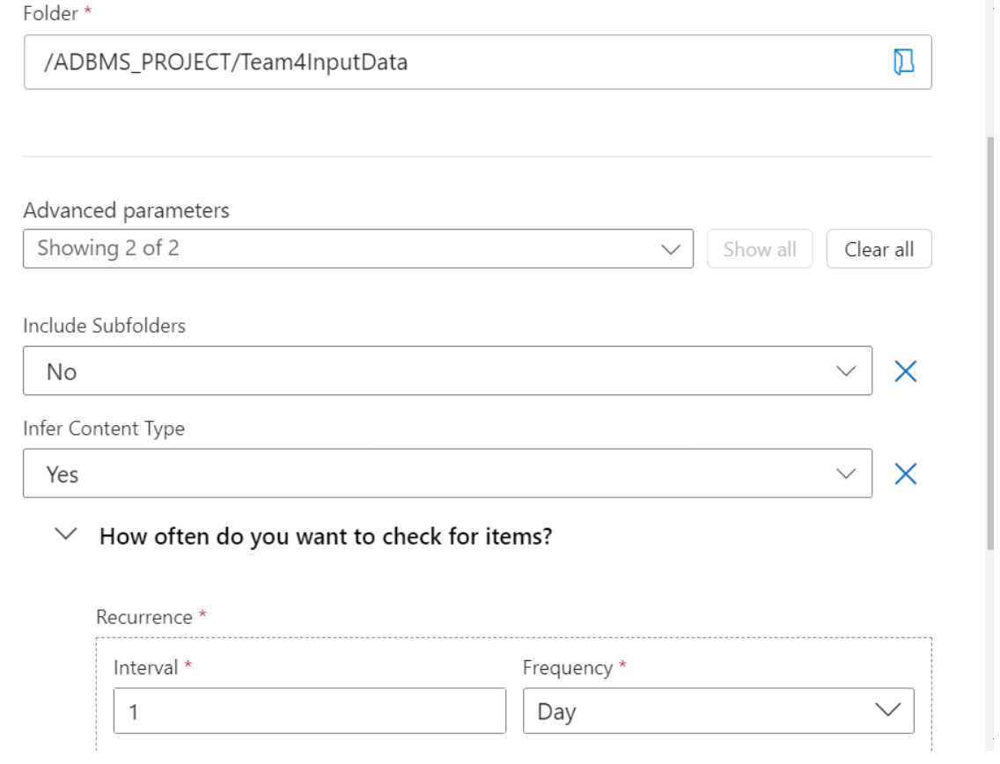 Folder *
/ADBMS_PROJECT/Team4InputData
Advanced parameters
Showing 2 of 2
Show all
Clear all
Include Subfolders
No
Infer Content Type
Yes
How often do you want to check for items?
Recurrence *
Interval *
Frequency *
1
Day